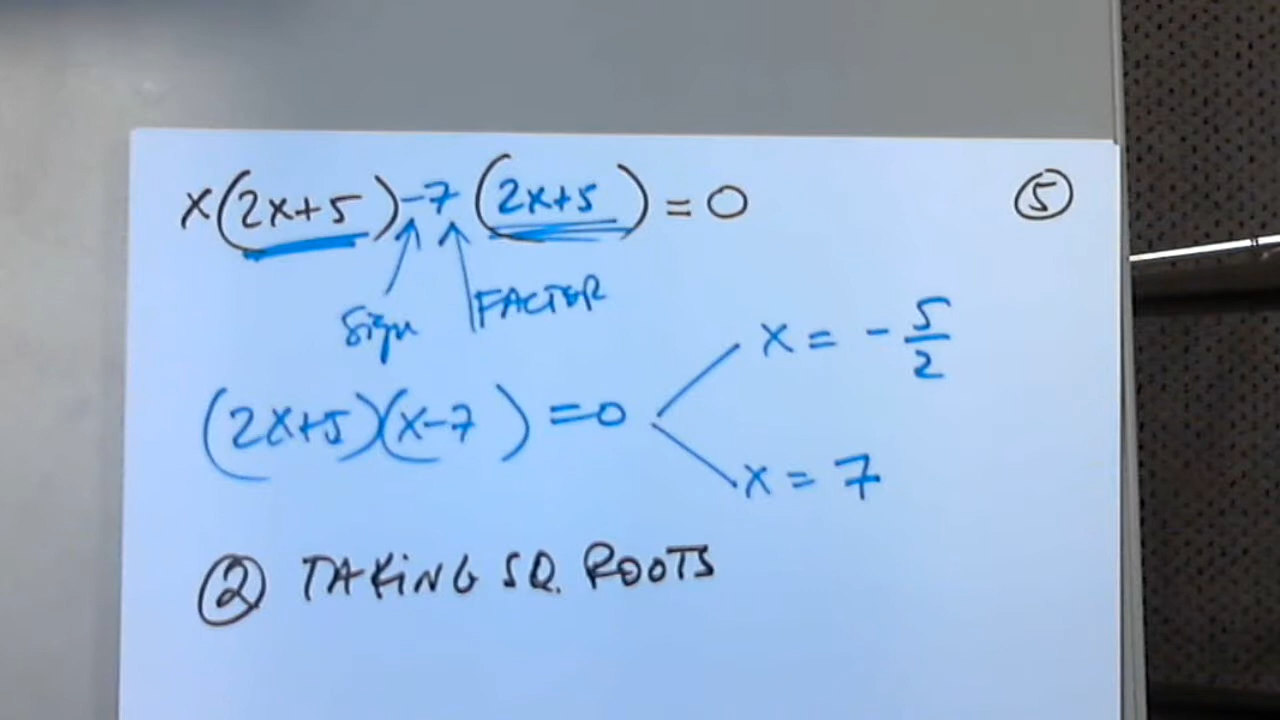 x(2x+5)-7(2x+5)=0
⑤
Sign
FACTOR
x = -5/2
(2x+5)(x-7)=0
x = 7
② TAKING SQ. ROOTS